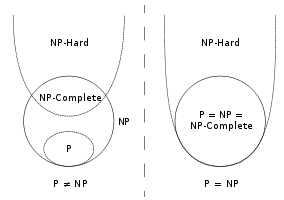 NP-Hard
NP-Complete
NP
P
P ≠ NP
NP-Hard
P = NP =
NP-Complete
P = NP